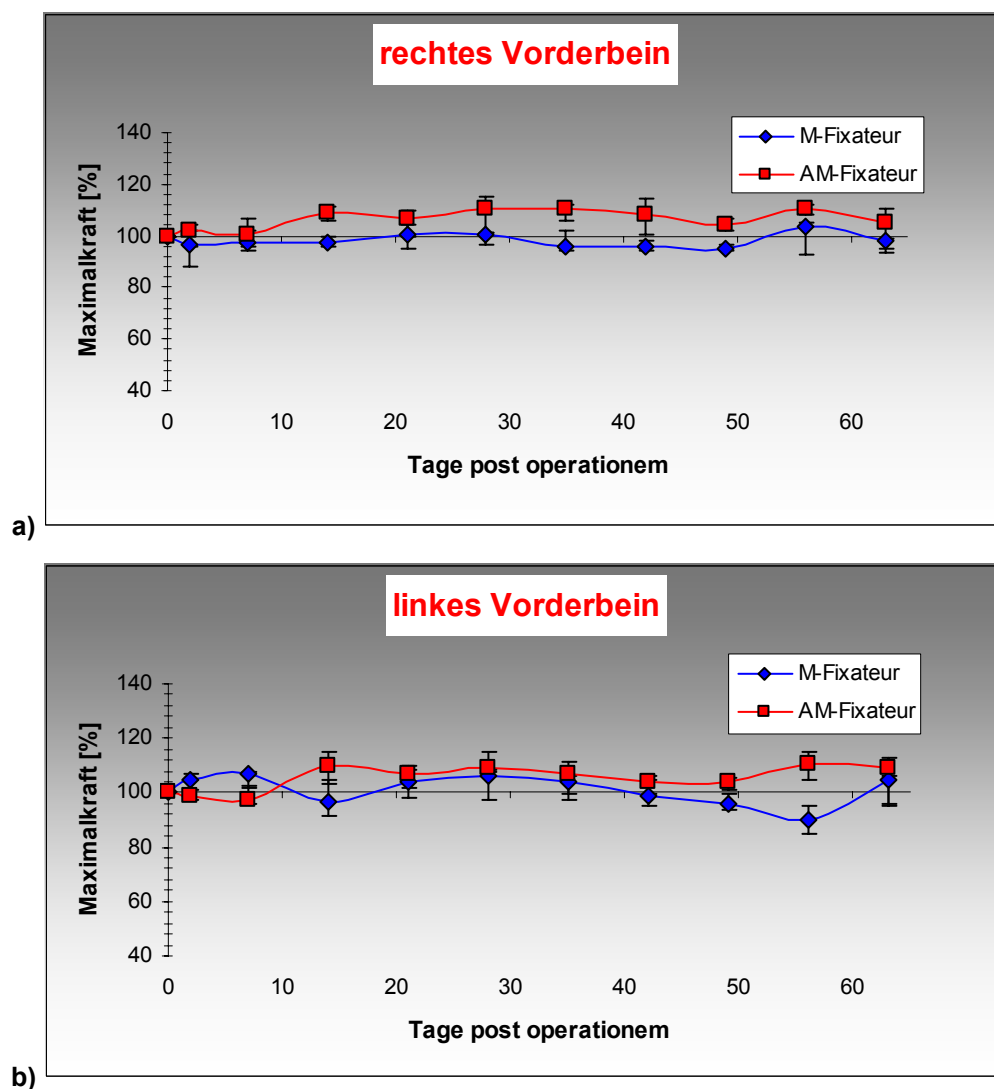 rechtes Vorderbein
M-Fixateur
AM-Fixateur
Maximalkraft [%]
140
120
100
80
60
40
0 10 20 30 40 50 60
Tage post operationem
a)
linkes Vorderbein
M-Fixateur
AM-Fixateur
Maximalkraft [%]
140
120
100
80
60
40
0 10 20 30 40 50 60
Tage post operationem
b)